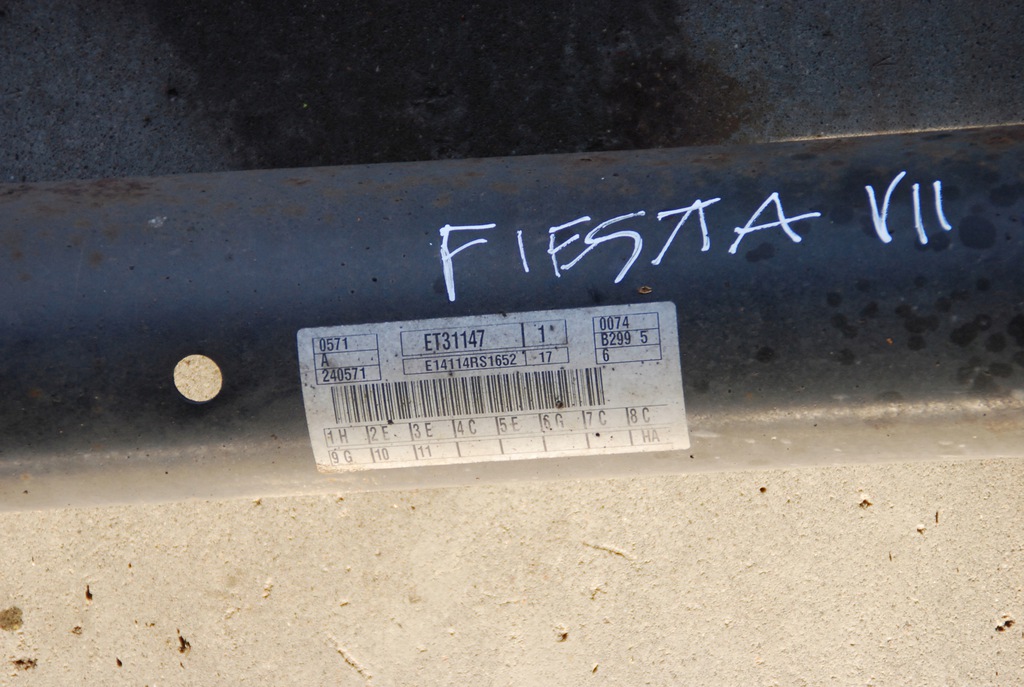 FIESTA VII
0571 ET31147 1 0074
A E14114RS1652 17 B299 5
240571 6
1 H 2 E 3 E 4 C 5 E 6 G 7 C 8 C
9 G 10 11 HA